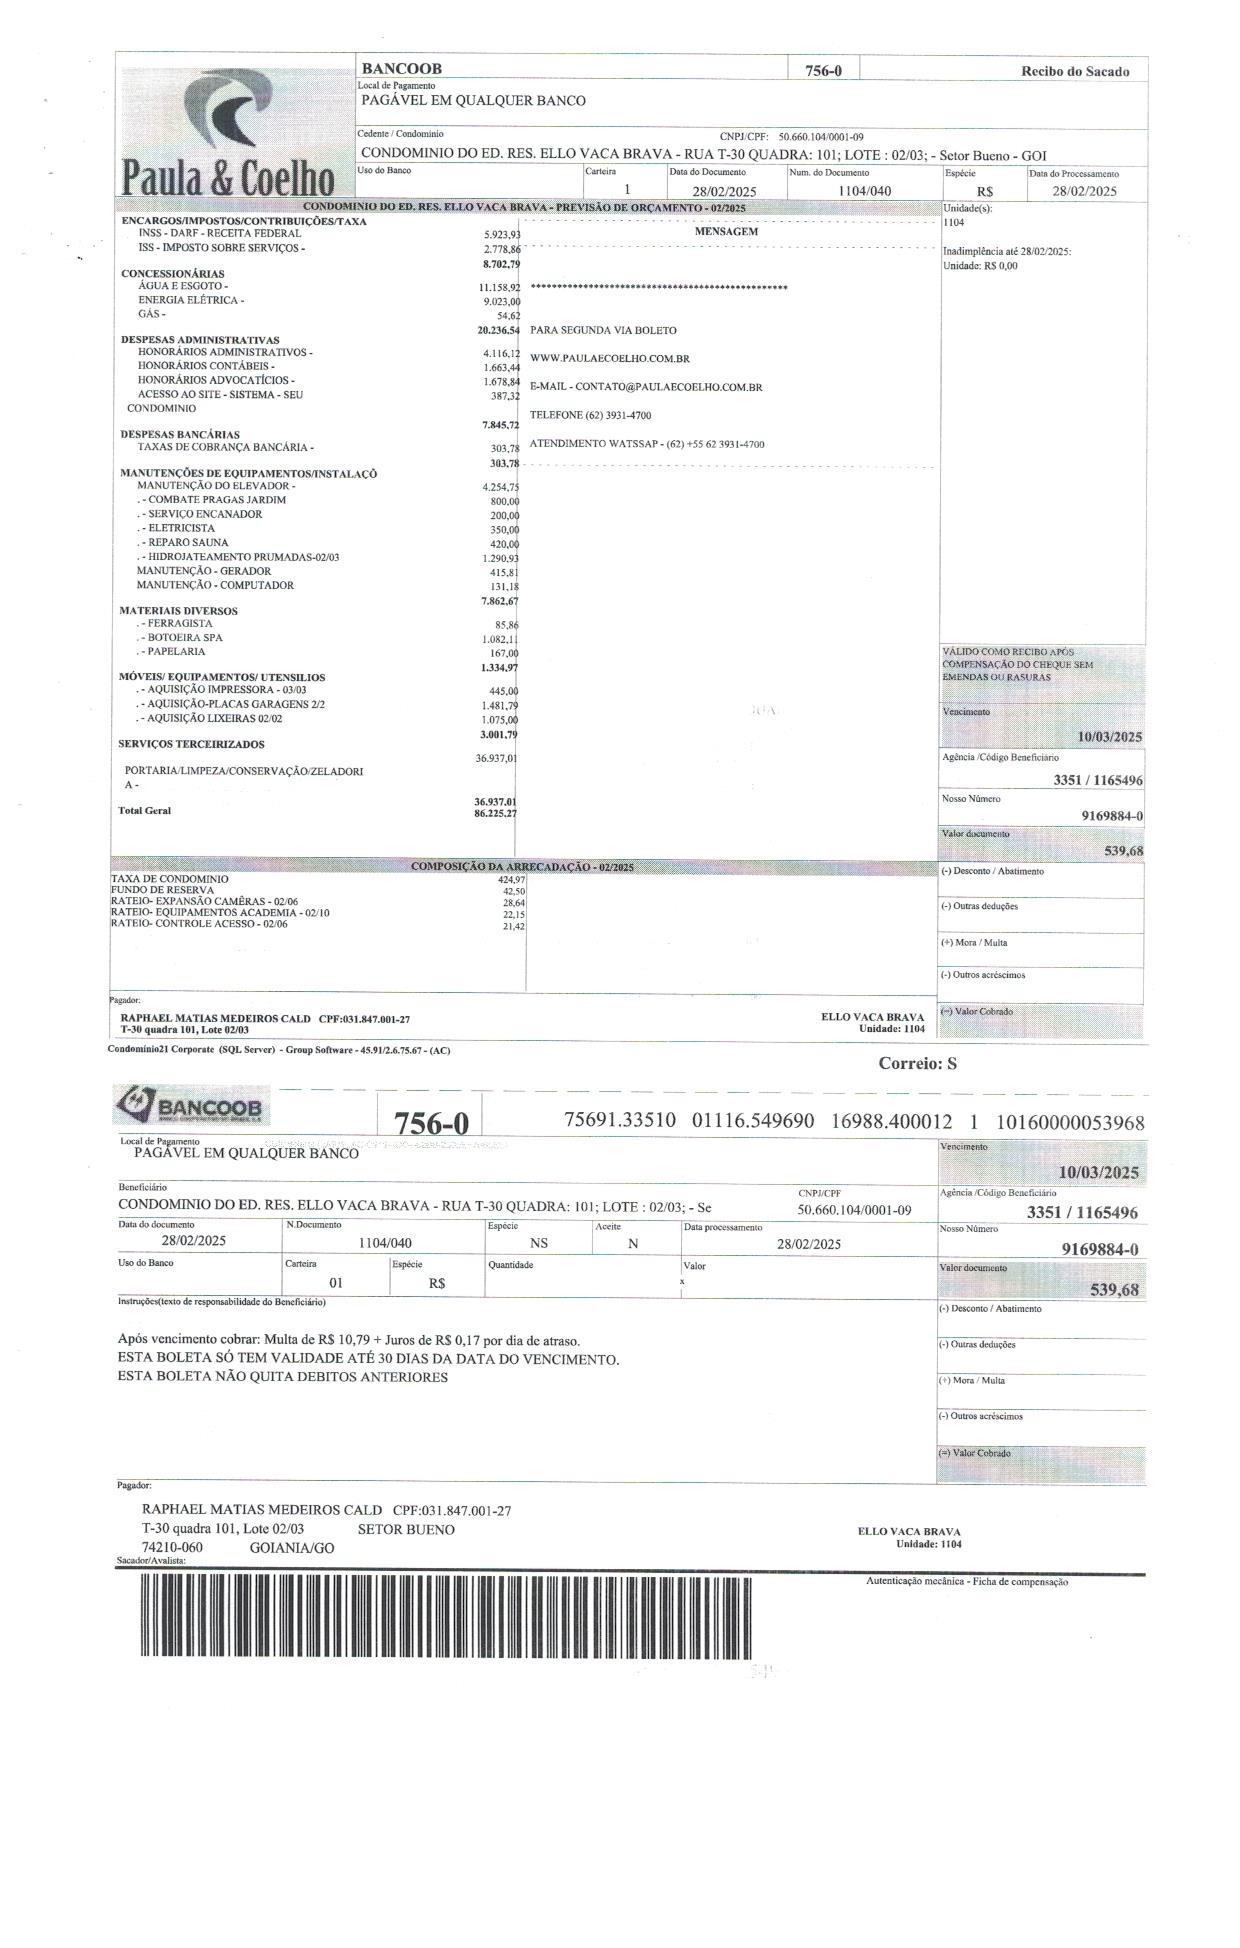 BANCOOB 756-0 Recibo do Sacado
Local de Pagamento
PAGÁVEL EM QUALQUER BANCO
Cedente / Condomínio CNPJ/CPF: 50.660.104/0001-09
CONDOMINIO DO ED. RES. ELLO VACA BRAVA - RUA T-30 QUADRA: 101; LOTE : 02/03; - Setor Bueno - GOI
Paula & Coelho
Uso do Banco Carteira Data do Documento Num. do Documento Espécie Data do Processamento
1 28/02/2025 1104/040 R$ 28/02/2025
CONDOMINIO DO ED. RES. ELLO VACA BRAVA - PREVISÃO DE ORÇAMENTO - 02/2025
Unidade(s):
1104
Inadimplência até 28/02/2025:
Unidade: R$ 0,00
ENCARGOS/IMPOSTOS/CONTRIBUIÇÕES/TAXA
INSS - DARF - RECEITA FEDERAL 5.923,93
ISS - IMPOSTO SOBRE SERVIÇOS - 2.778,86
8.702,79
CONCESSIONÁRIAS
ÁGUA E ESGOTO - 11.158,92
ENERGIA ELÉTRICA - 9.023,00
GÁS - 54,62
20.236,54
DESPESAS ADMINISTRATIVAS
HONORÁRIOS ADMINISTRATIVOS - 4.116,12
HONORÁRIOS CONTÁBEIS - 1.663,44
HONORÁRIOS ADVOCATÍCIOS - 1.678,84
ACESSO AO SITE - SISTEMA - SEU 387,32
CONDOMINIO
7.845,72
DESPESAS BANCÁRIAS
TAXAS DE COBRANÇA BANCÁRIA - 303,78
303,78
MANUTENÇÕES DE EQUIPAMENTOS/INSTALAÇÕ
MANUTENÇÃO DO ELEVADOR - 4.254,75
. - COMBATE PRAGAS JARDIM 800,00
. - SERVIÇO ENCANADOR 200,00
. - ELETRICISTA 350,00
. - REPARO SAUNA 420,00
. - HIDROJATEAMENTO PRUMADAS-02/03 1.290,93
MANUTENÇÃO - GERADOR 415,81
MANUTENÇÃO - COMPUTADOR 131,18
7.862,67
MATERIAIS DIVERSOS
. - FERRAGISTA 85,86
. - BOTOEIRA SPA 1.082,11
. - PAPELARIA 167,00
1.334,97
MÓVEIS/ EQUIPAMENTOS/ UTENSILIOS
. - AQUISIÇÃO IMPRESSORA - 03/03 445,00
. - AQUISIÇÃO-PLACAS GARAGENS 2/2 1.481,79
. - AQUISIÇÃO LIXEIRAS 02/02 1.075,00
3.001,79
SERVIÇOS TERCEIRIZADOS
36.937,01
PORTARIA/LIMPEZA/CONSERVAÇÃO/ZELADORI
A -
36.937,01
Total Geral 86.225,27
MENSAGEM
************************************************
PARA SEGUNDA VIA BOLETO
WWW.PAULAECOELHO.COM.BR
E-MAIL - CONTATO@PAULAECOELHO.COM.BR
TELEFONE (62) 3931-4700
ATENDIMENTO WATSSAP - (62) +55 62 3931-4700
VÁLIDO COMO RECIBO APÓS
COMPENSAÇÃO DO CHEQUE SEM
EMENDAS OU RASURAS
Vencimento
10/03/2025
Agência /Código Beneficiário
3351 / 1165496
Nosso Número
9169884-0
Valor documento
539,68
COMPOSIÇÃO DA ARRECADAÇÃO - 02/2025
TAXA DE CONDOMINIO 424,97
FUNDO DE RESERVA 42,50
RATEIO- EXPANSÃO CAMÊRAS - 02/06 28,64
RATEIO- EQUIPAMENTOS ACADEMIA - 02/10 22,15
RATEIO- CONTROLE ACESSO - 02/06 21,42
(-) Desconto / Abatimento
(-) Outras deduções
(+) Mora / Multa
(-) Outros acréscimos
(=) Valor Cobrado
Pagador:
RAPHAEL MATIAS MEDEIROS CALD CPF:031.847.001-27 ELLO VACA BRAVA
T-30 quadra 101, Lote 02/03 Unidade: 1104
Condomínio21 Corporate (SQL Server) - Group Software - 45.91/2.6.75.67 - (AC)
Correio: S
BANCOOB 756-0 75691.33510 01116.549690 16988.400012 1 10160000053968
Local de Pagamento Vencimento
PAGÁVEL EM QUALQUER BANCO 10/03/2025
Beneficiário CNPJ/CPF Agência /Código Beneficiário
CONDOMINIO DO ED. RES. ELLO VACA BRAVA - RUA T-30 QUADRA: 101; LOTE : 02/03; - Se 50.660.104/0001-09 3351 / 1165496
Data do documento N.Documento Espécie Aceite Data processamento Nosso Número
28/02/2025 1104/040 NS N 28/02/2025 9169884-0
Uso do Banco Carteira Espécie Quantidade Valor Valor documento
01 R$ x 539,68
Instruções(texto de responsabilidade do Beneficiário) (-) Desconto / Abatimento
Após vencimento cobrar: Multa de R$ 10,79 + Juros de R$ 0,17 por dia de atraso.
(-) Outras deduções
ESTA BOLETA SÓ TEM VALIDADE ATÉ 30 DIAS DA DATA DO VENCIMENTO.
ESTA BOLETA NÃO QUITA DEBITOS ANTERIORES
(+) Mora / Multa
(-) Outros acréscimos
(=) Valor Cobrado
Pagador:
RAPHAEL MATIAS MEDEIROS CALD CPF:031.847.001-27
T-30 quadra 101, Lote 02/03 SETOR BUENO ELLO VACA BRAVA
74210-060 GOIANIA/GO Unidade: 1104
Sacador/Avalista:
Autenticação mecânica - Ficha de compensação